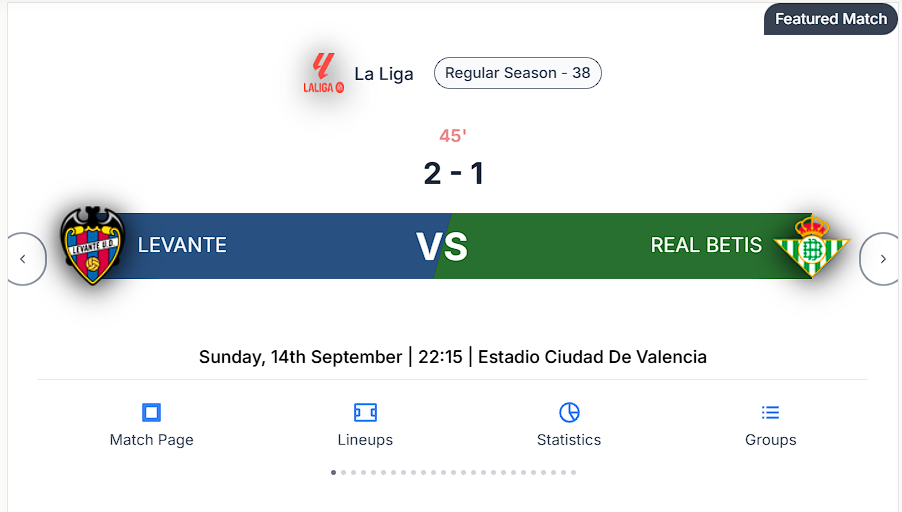 Featured Match
LALIGA
La Liga
Regular Season - 38
45'
2 - 1
LEVANTE U.D.
LEVANTE
VS
REAL BETIS
Sunday, 14th September | 22:15 | Estadio Ciudad De Valencia
Match Page
Lineups
Statistics
Groups